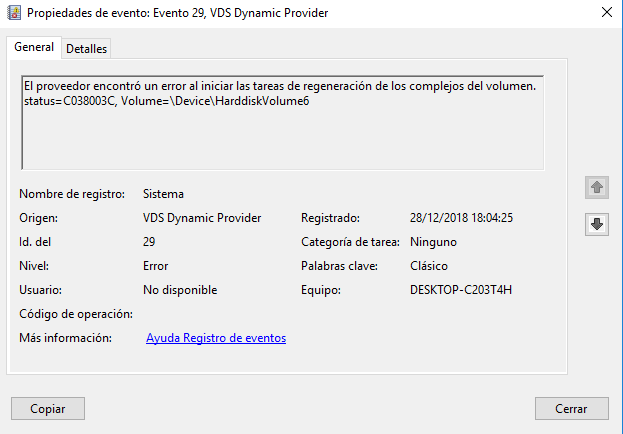 Propiedades de evento: Evento 29, VDS Dynamic Provider
General Detalles
El proveedor encontró un error al iniciar las tareas de regeneración de los complejos del volumen.
status=C038003C, Volume=\Device\HarddiskVolume6
Nombre de registro: Sistema
Origen: VDS Dynamic Provider Registrado: 28/12/2018 18:04:25
Id. del 29 Categoría de tarea: Ninguno
Nivel: Error Palabras clave: Clásico
Usuario: No disponible Equipo: DESKTOP-C203T4H
Código de operación:
Más información: Ayuda Registro de eventos
Copiar Cerrar